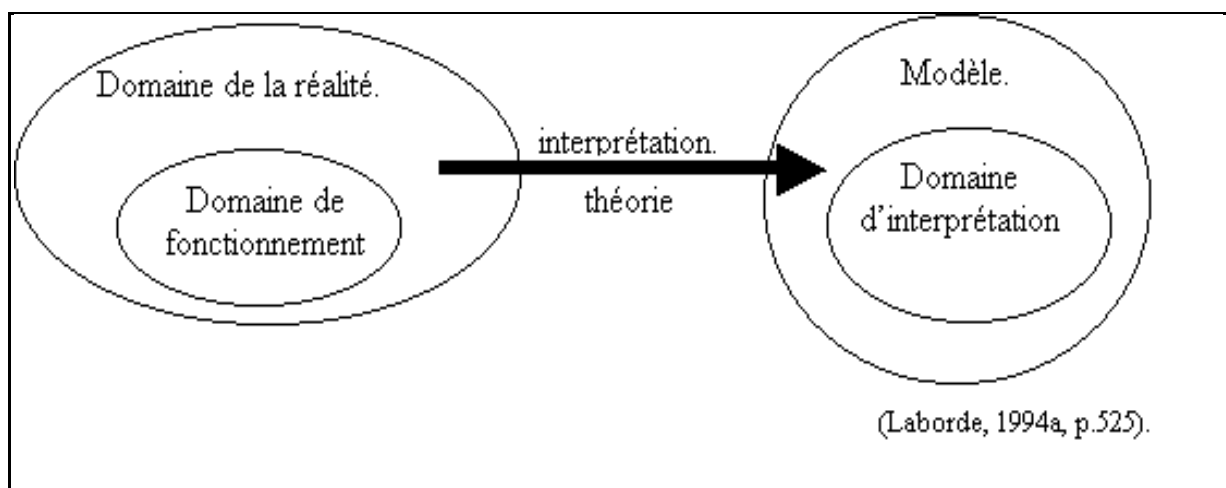 Domaine de la réalité.
Domaine de
fonctionnement
interprétation.
théorie
Modèle.
Domaine
d'interprétation
(Laborde, 1994a, p.525).